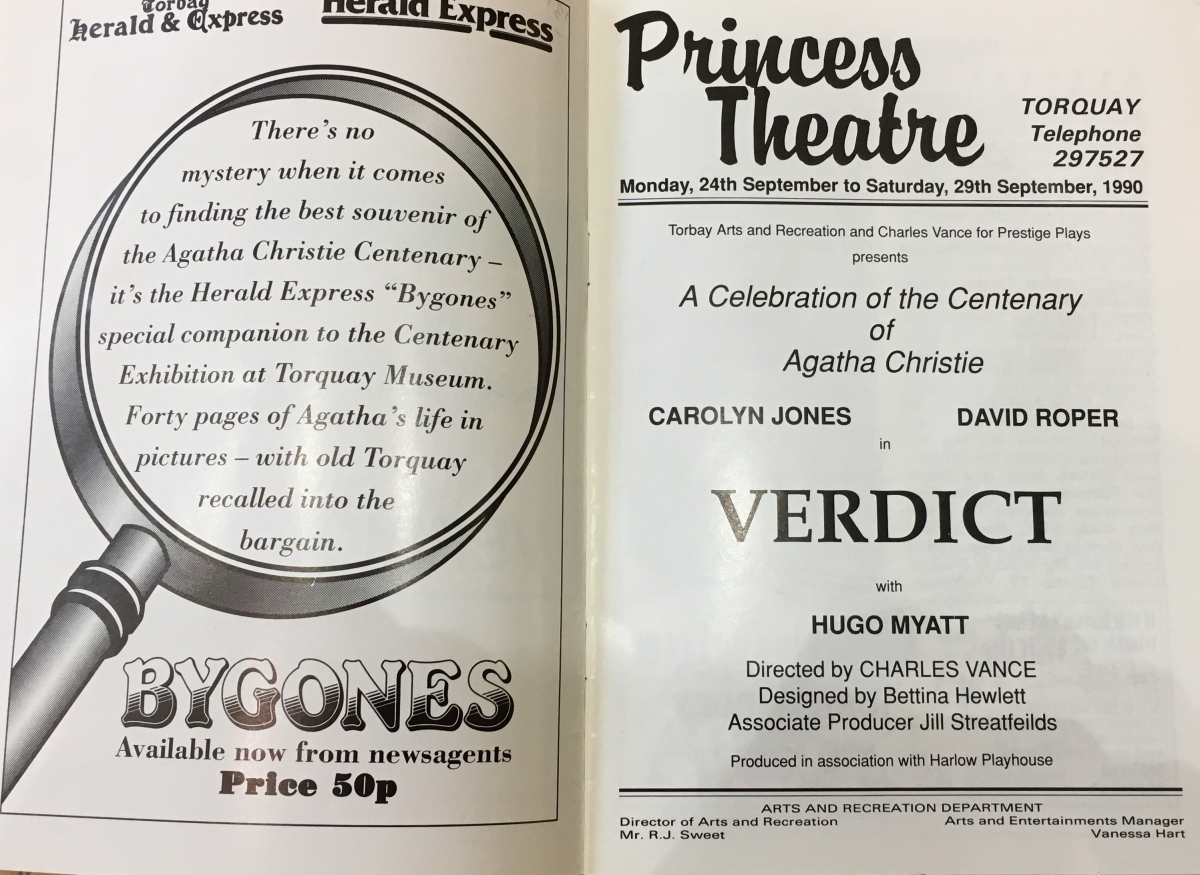 Torbay
Herald & Express
Herald Express
There's no
mystery when it comes
to finding the best souvenir of
the Agatha Christie Centenary –
it's the Herald Express "Bygones"
special companion to the Centenary
Exhibition at Torquay Museum.
Forty pages of Agatha's life in
pictures – with old Torquay
recalled into the
bargain.
BYGONES
Available now from newsagents
Price 50p
Princess
Theatre
TORQUAY
Telephone
297527
Monday, 24th September to Saturday, 29th September, 1990
Torbay Arts and Recreation and Charles Vance for Prestige Plays
presents
A Celebration of the Centenary
of
Agatha Christie
CAROLYN JONES DAVID ROPER
in
VERDICT
with
HUGO MYATT
Directed by CHARLES VANCE
Designed by Bettina Hewlett
Associate Producer Jill Streatfeilds
Produced in association with Harlow Playhouse
ARTS AND RECREATION DEPARTMENT
Director of Arts and Recreation Arts and Entertainments Manager
Mr. R.J. Sweet Vanessa Hart